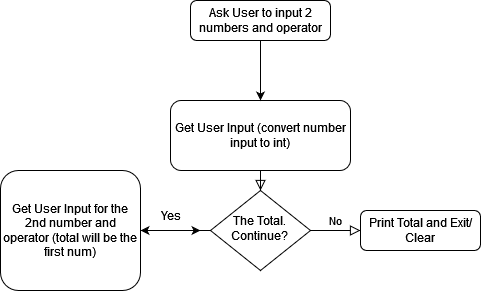 Ask User to input 2
numbers and operator
Get User Input (convert number
input to int)
The Total.
Continue?
Yes
No
Get User Input for the
2nd number and
operator (total will be the
first num)
Print Total and Exit/
Clear